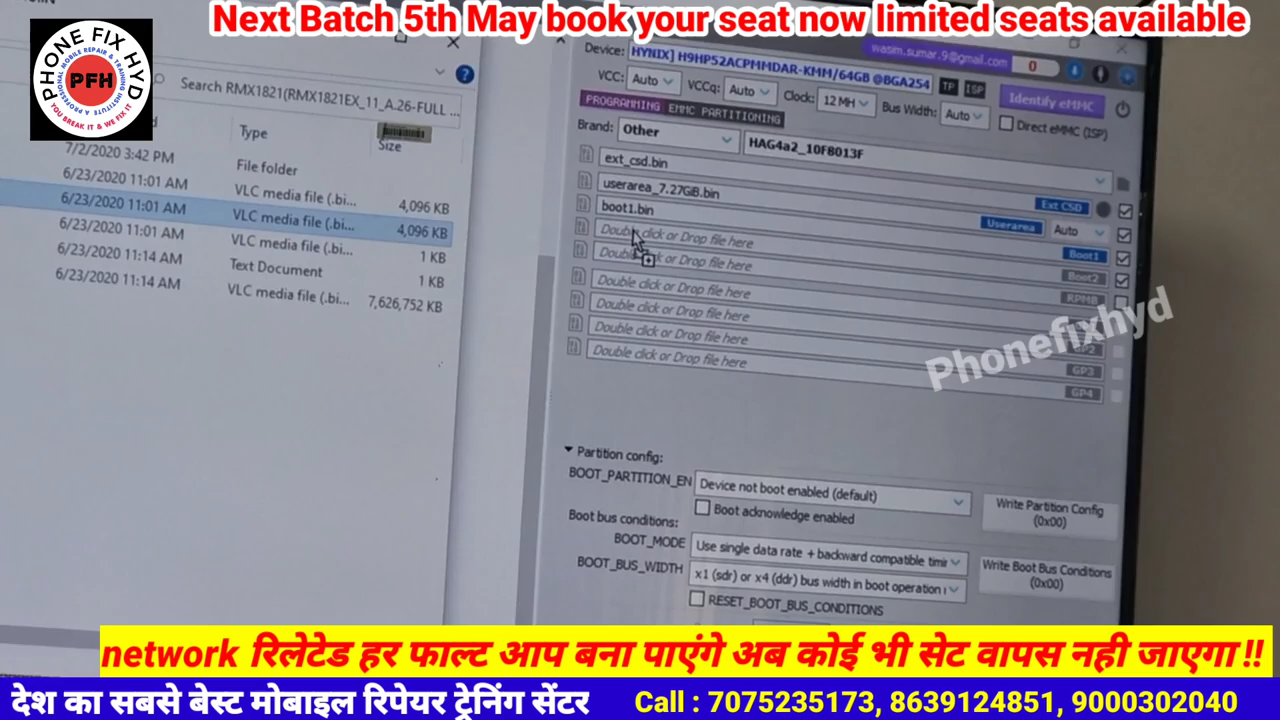 Next Batch 5th May book your seat now limited seats available
PHONE FIX HYD
A PROFESSIONAL MOBILE REPAIR & TRAINING INSTITUTE
PFH
YOU BREAK IT & WE FIX IT
Search RMX1821(RMX1821EX_11_A.26-FULL ...
Type
Size
7/2/2020 3:42 PM
File folder
6/23/2020 11:01 AM
VLC media file (.bi...
4,096 KB
6/23/2020 11:01 AM
VLC media file (.bi...
4,096 KB
6/23/2020 11:01 AM
VLC media file (.bi...
1 KB
6/23/2020 11:14 AM
Text Document
1 KB
6/23/2020 11:14 AM
VLC media file (.bi...
7,626,752 KB
wasim.sumar.9@gmail.com
0
Device:
HYNIX] H9HP52ACPMMDAR-KMM/64GB @BGA254
TP
ISP
Identify eMMC
VCC:
Auto
VCCq:
Auto
Clock:
12 MH
Bus Width:
Auto
Direct eMMC (ISP)
PROGRAMMING
EMMC PARTITIONING
Brand:
Other
HAG4a2_10F8013F
ext_csd.bin
Ext CSD
userarea_7.27GiB.bin
Userarea
Auto
boot1.bin
Boot1
Double click or Drop file here
Boot2
Double click or Drop file here
RPMB
Double click or Drop file here
Double click or Drop file here
GP2
Double click or Drop file here
GP3
Double click or Drop file here
GP4
Phonefixhyd
Partition config:
BOOT_PARTITION_EN
Device not boot enabled (default)
Write Partition Config
(0x00)
Boot acknowledge enabled
Boot bus conditions:
BOOT_MODE
Use single data rate + backward compatible timir
Write Boot Bus Conditions
(0x00)
BOOT_BUS_WIDTH
x1 (sdr) or x4 (ddr) bus width in boot operation r
RESET_BOOT_BUS_CONDITIONS
network रिलेटेड हर फाल्ट आप बना पाएंगे अब कोई भी सेट वापस नही जाएगा !!
देश का सबसे बेस्ट मोबाइल रिपेयर ट्रेनिंग सेंटर
Call : 7075235173, 8639124851, 9000302040